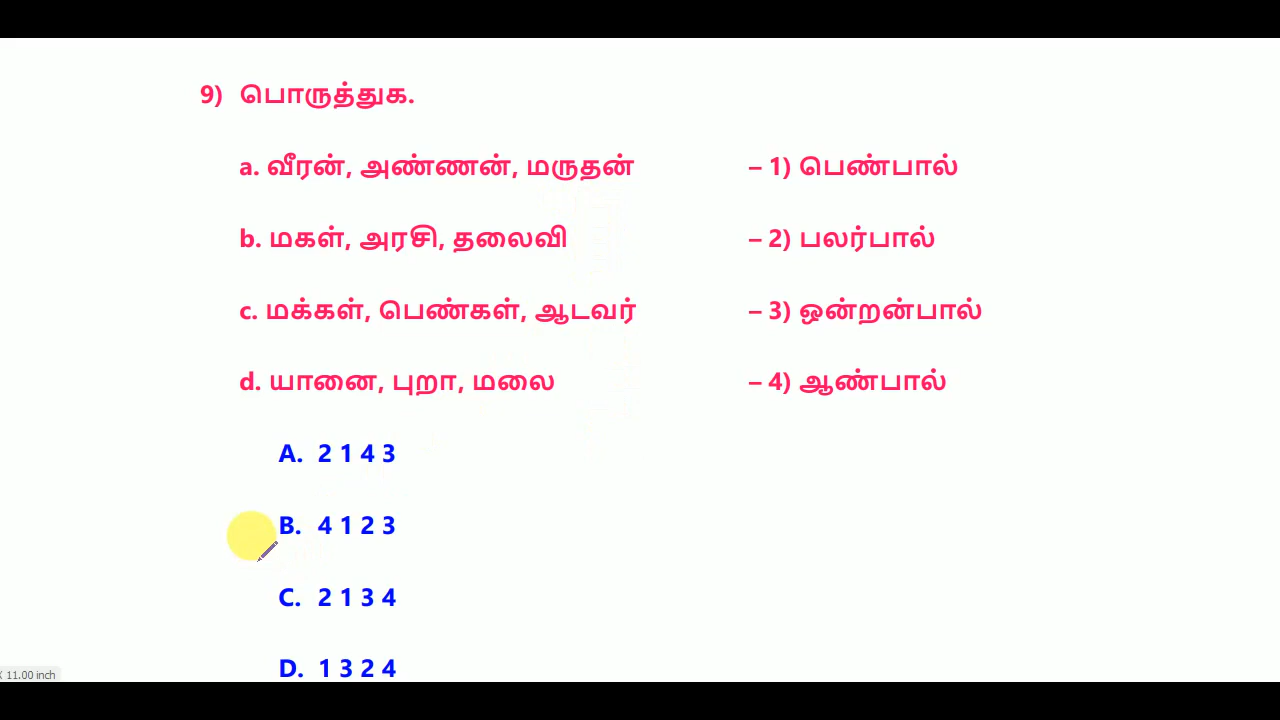 9) பொருத்துக.
a. வீரன், அண்ணன், மருதன் – 1) பெண்பால்
b. மகள், அரசி, தலைவி – 2) பலர்பால்
c. மக்கள், பெண்கள், ஆடவர் – 3) ஒன்றன்பால்
d. யானை, புறா, மலை – 4) ஆண்பால்
A. 2 1 4 3
B. 4 1 2 3
C. 2 1 3 4
D. 1 3 2 4
X 11.00 inch